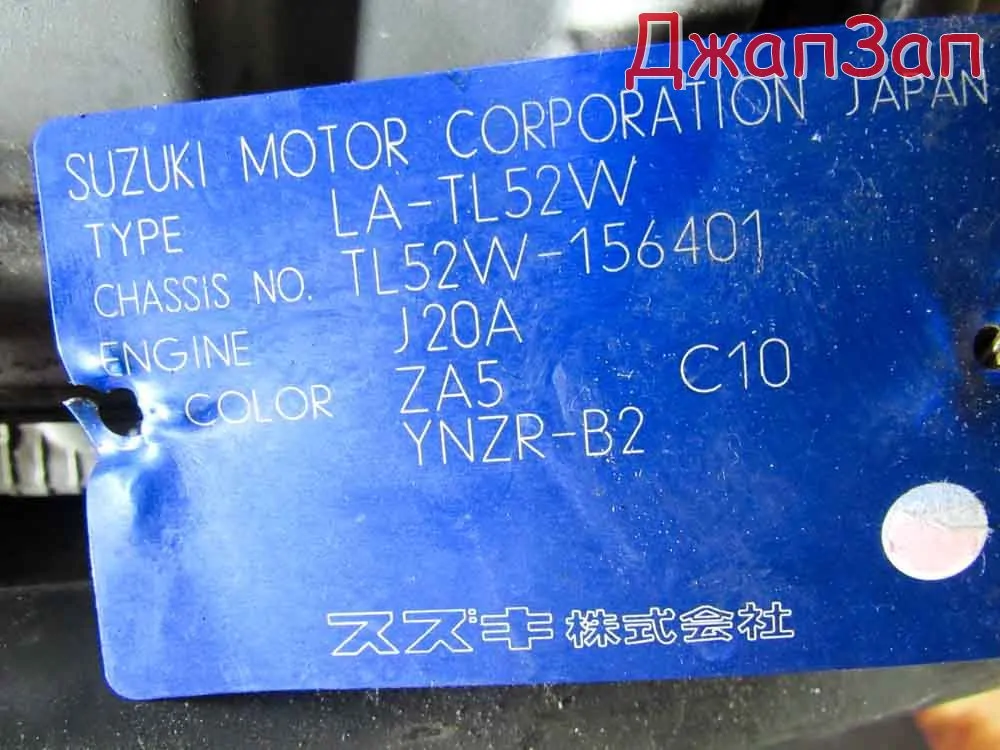 ДжапЗап
SUZUKI MOTOR CORPORATION JAPAN
TYPE LA-TL52W
CHASSIS NO. TL52W-156401
ENGINE J20A
COLOR ZA5 C10
YNZR-B2
スズキ株式会社